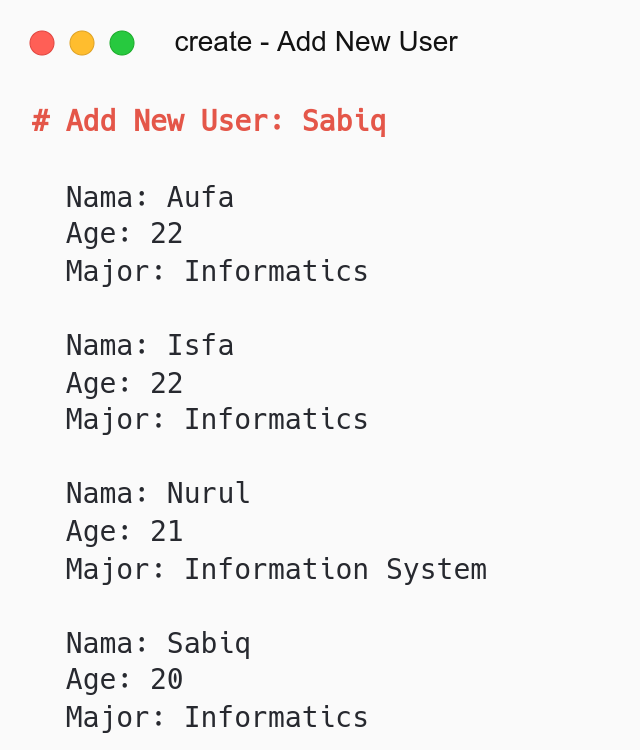 create - Add New User
# Add New User: Sabiq
Nama: Aufa
Age: 22
Major: Informatics
Nama: Isfa
Age: 22
Major: Informatics
Nama: Nurul
Age: 21
Major: Information System
Nama: Sabiq
Age: 20
Major: Informatics